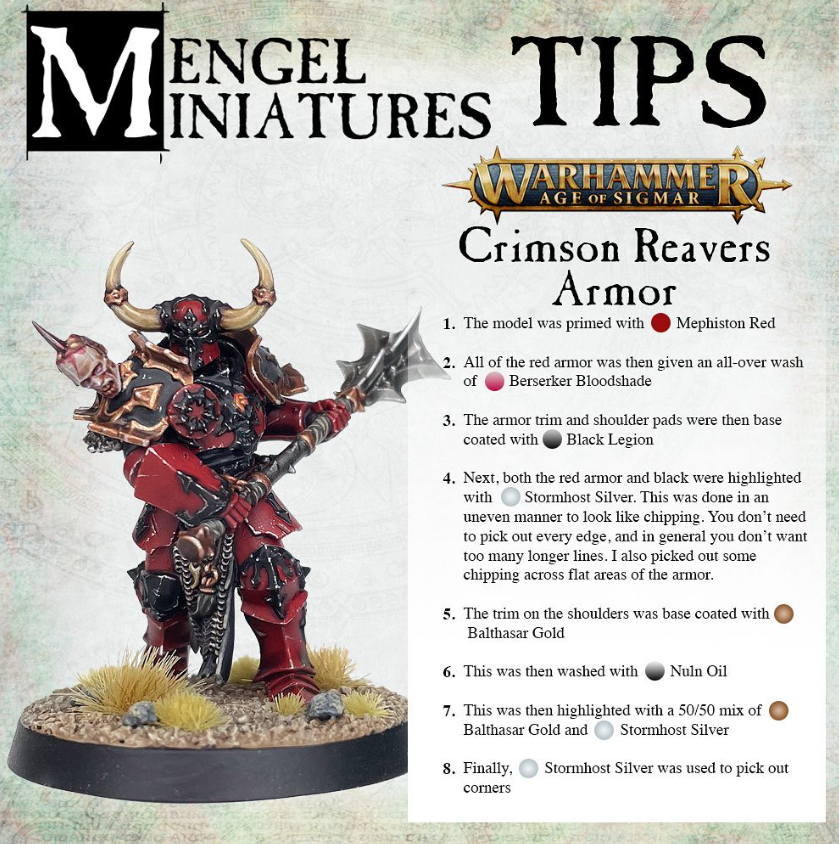 MENGEL
MINIATURES
TIPS
WARHAMMER
AGE OF SIGMAR
Crimson Reavers
Armor
1. The model was primed with Mephiston Red
2. All of the red armor was then given an all-over wash
of Berserker Bloodshade
3. The armor trim and shoulder pads were then base
coated with Black Legion
4. Next, both the red armor and black were highlighted
with Stormhost Silver. This was done in an
uneven manner to look like chipping. You don't need
to pick out every edge, and in general you don't want
too many longer lines. I also picked out some
chipping across flat areas of the armor.
5. The trim on the shoulders was base coated with
Balthasar Gold
6. This was then washed with Nuln Oil
7. This was then highlighted with a 50/50 mix of
Balthasar Gold and Stormhost Silver
8. Finally, Stormhost Silver was used to pick out
corners